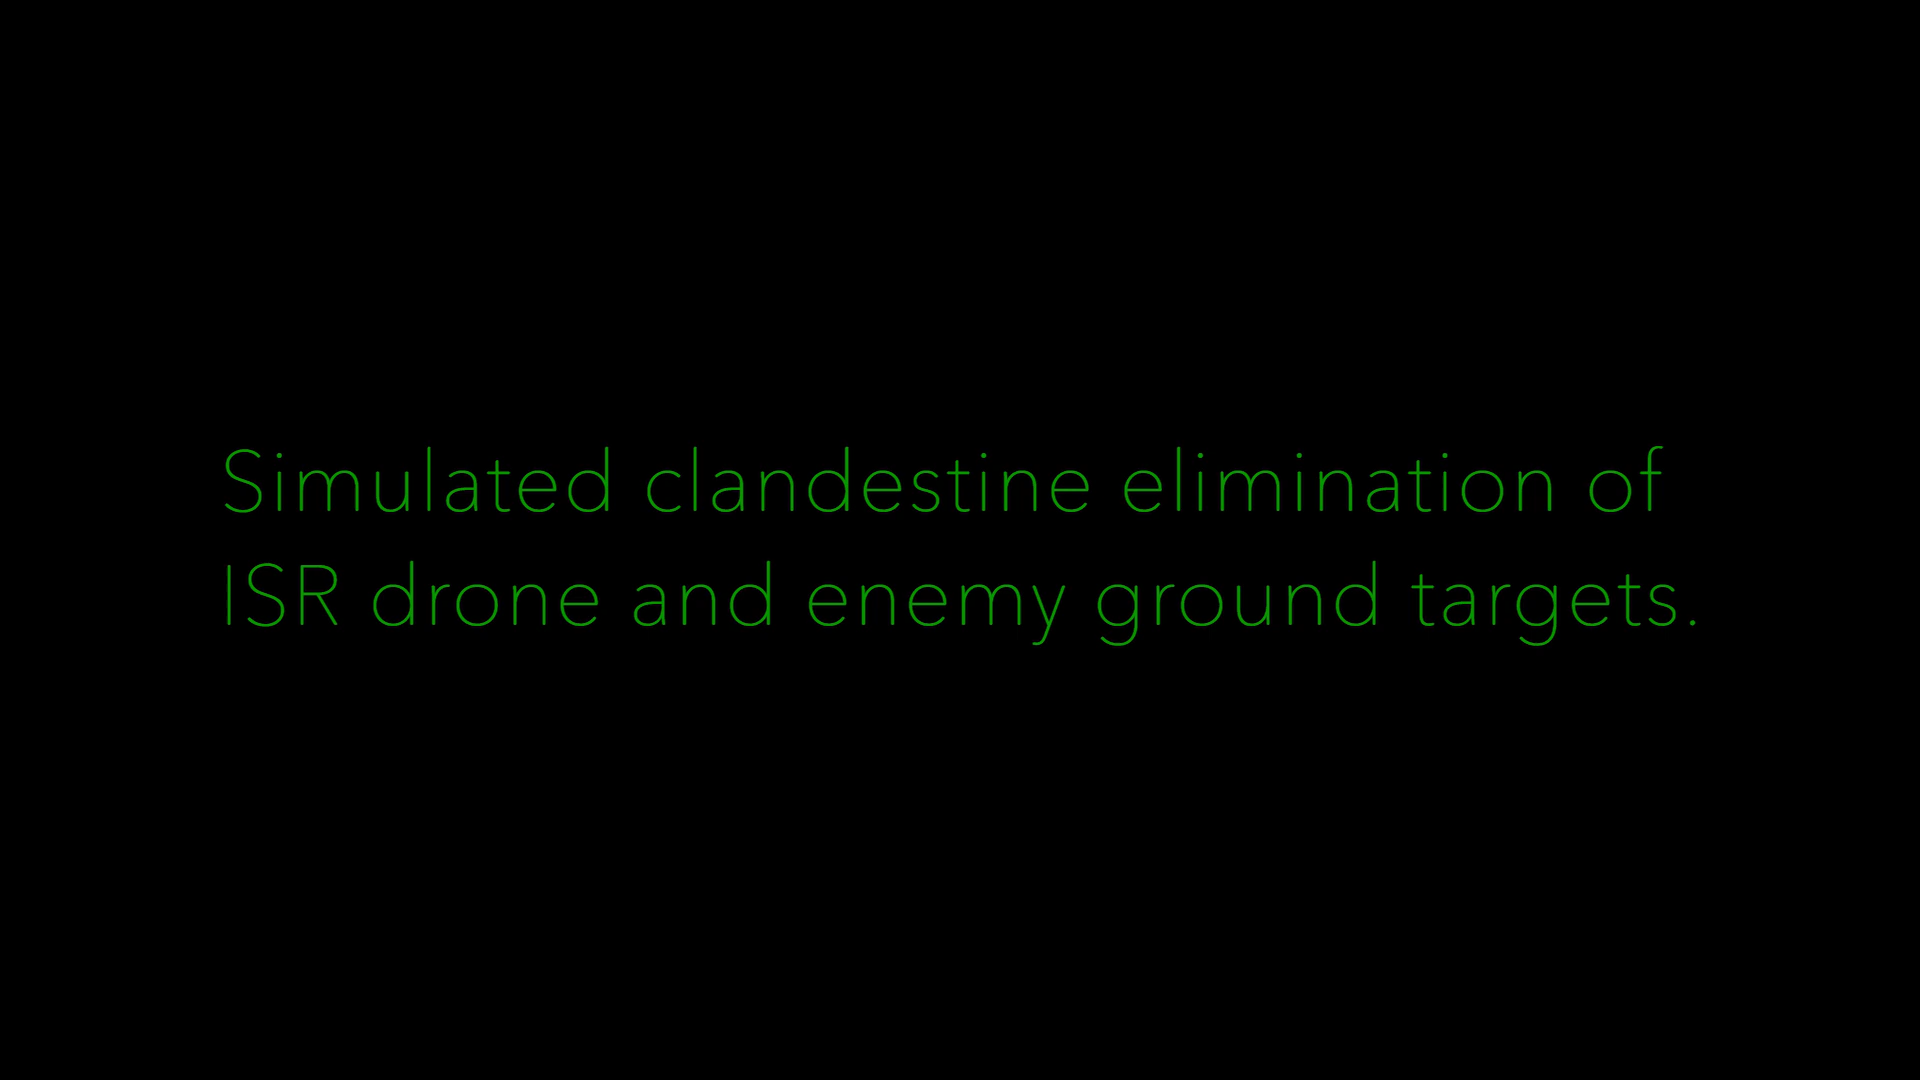 Simulated clandestine elimination of
ISR drone and enemy ground targets.